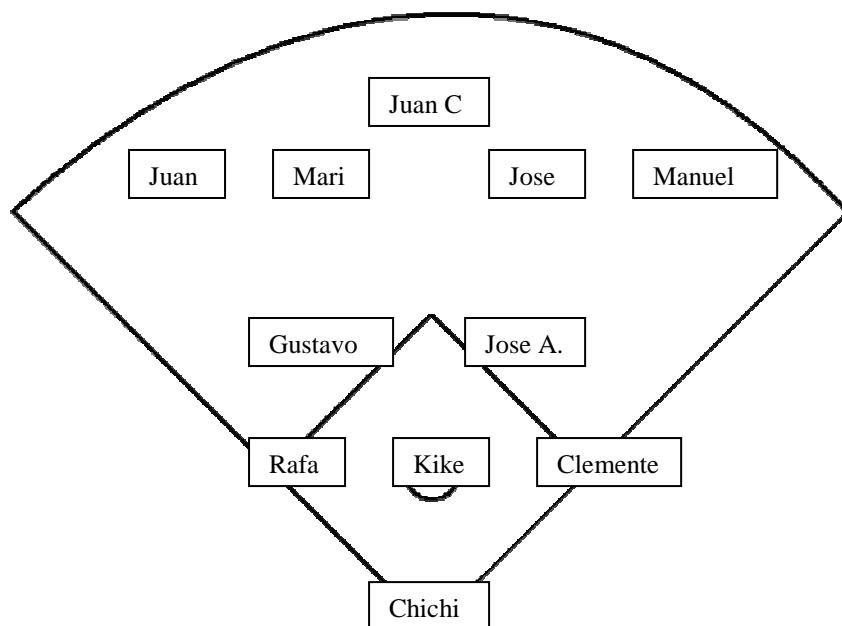 Juan C
Juan
Mari
Jose
Manuel
Gustavo
Jose A.
Rafa
Kike
Clemente
Chichi